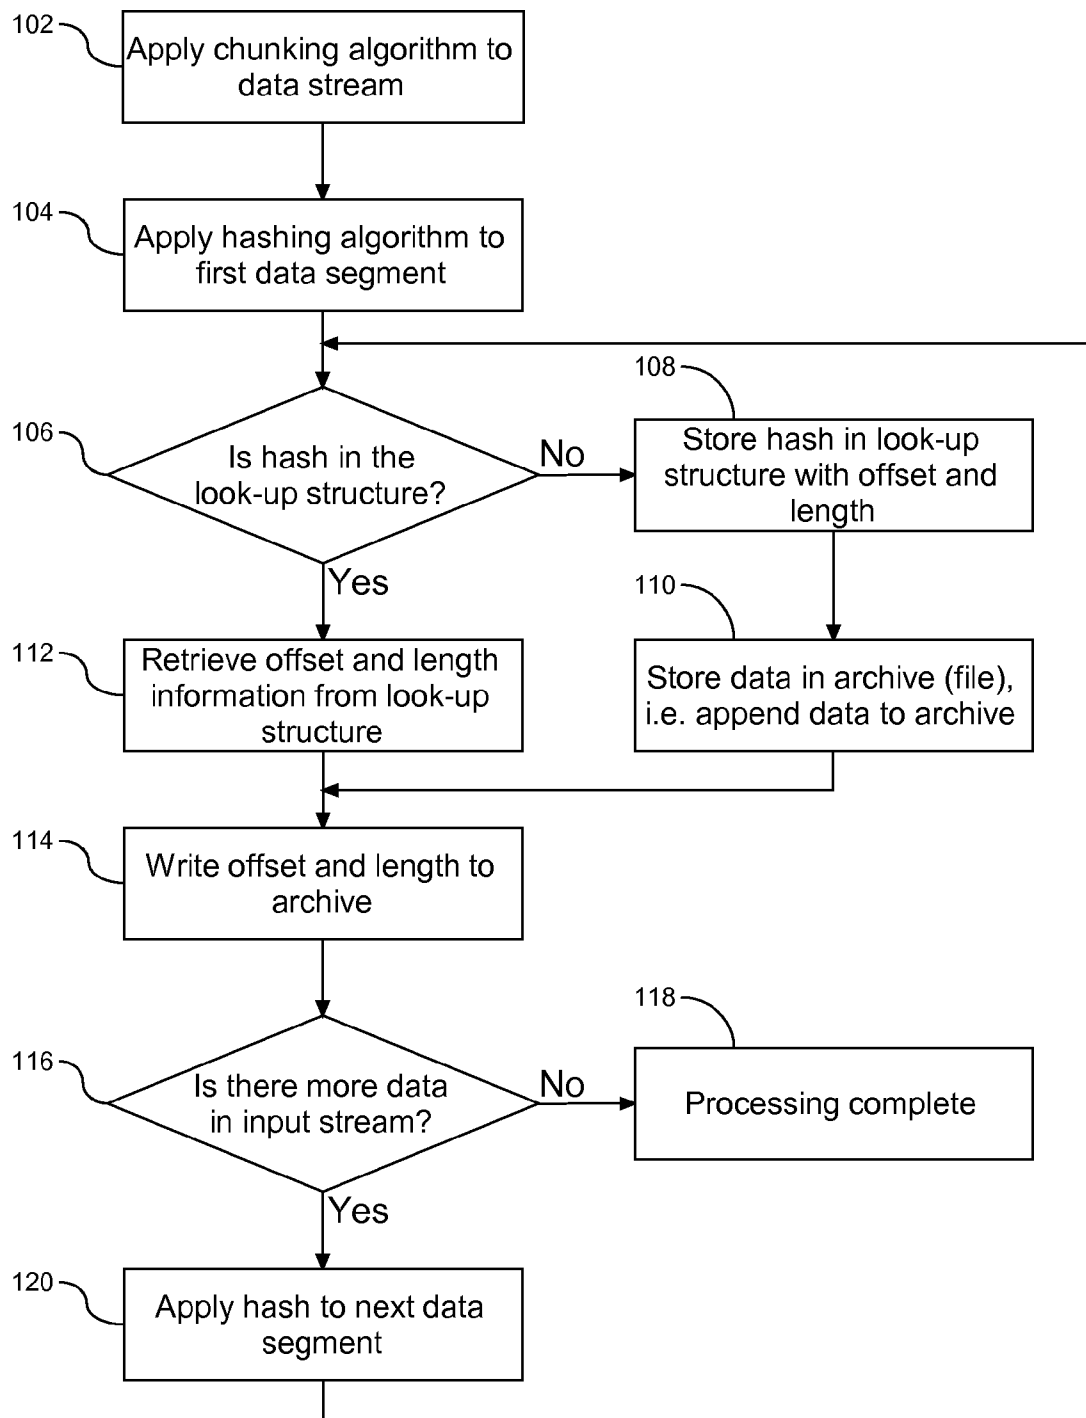 102
Apply chunking algorithm to
data stream
104
Apply hashing algorithm to
first data segment
106
Is hash in the
look-up structure?
No
108
Store hash in look-up
structure with offset and
length
Yes
110
Store data in archive (file),
i.e. append data to archive
112
Retrieve offset and length
information from look-up
structure
114
Write offset and length to
archive
116
Is there more data
in input stream?
No
118
Processing complete
Yes
120
Apply hash to next data
segment